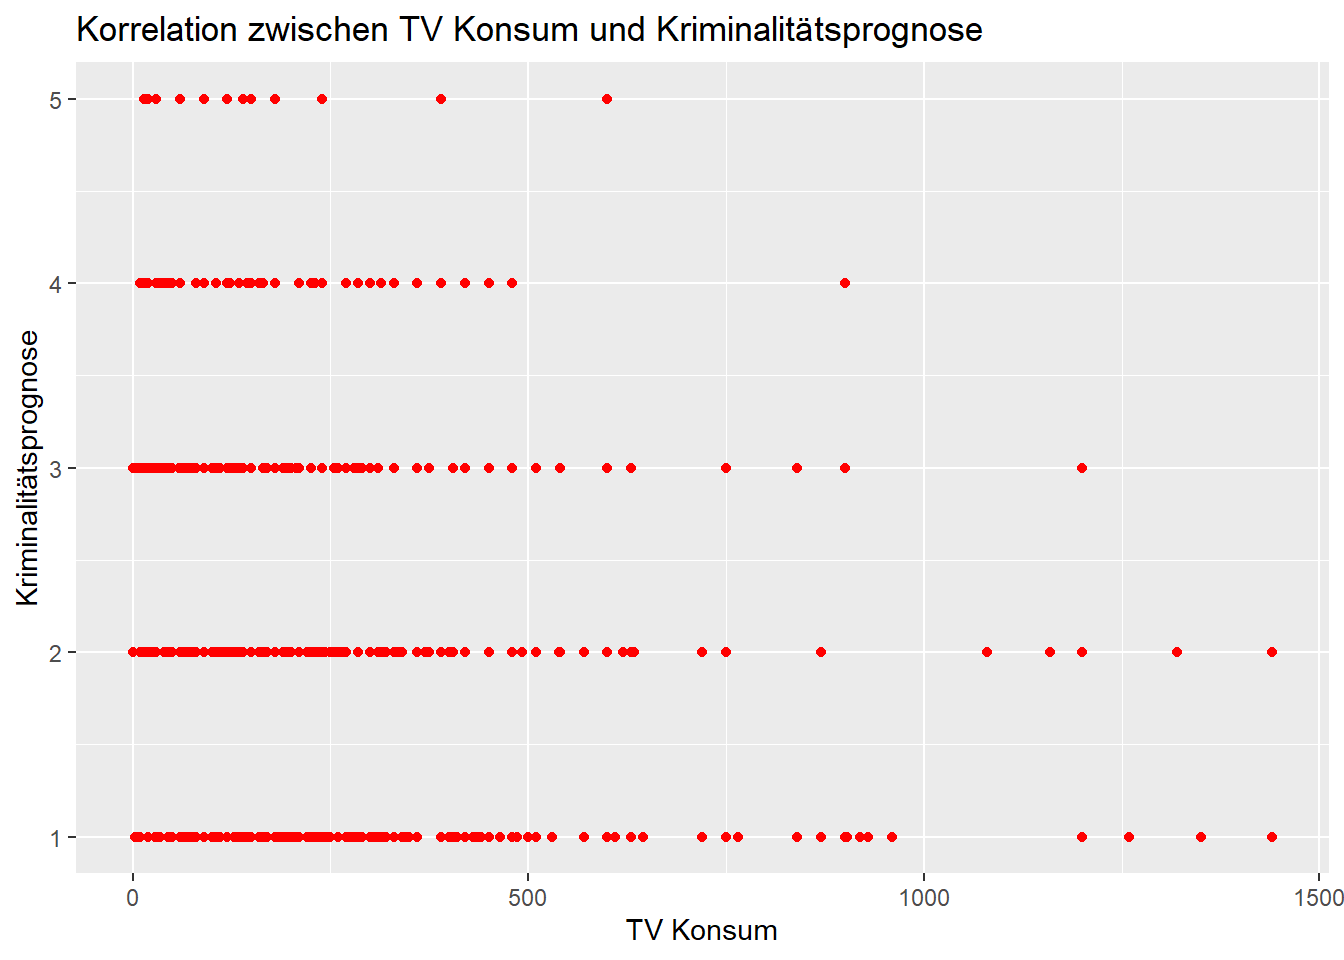 Korrelation zwischen TV Konsum und Kriminalitätsprognose
5
4
3
2
1
Kriminalitätsprognose
0 500 1000 1500
TV Konsum